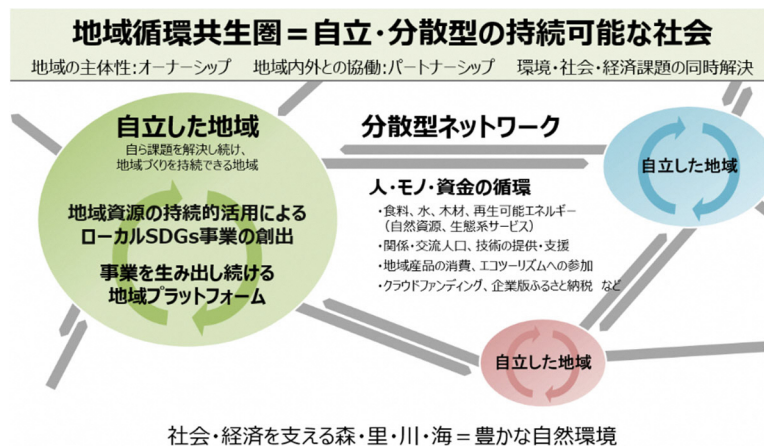 地域循環共生圏＝自立・分散型の持続可能な社会
地域の主体性:オーナーシップ　地域内外との協働:パートナーシップ　環境・社会・経済課題の同時解決
自立した地域
自ら課題を解決し続け、
地域づくりを持続できる地域
地域資源の持続的活用による
ローカルSDGs事業の創出
事業を生み出し続ける
地域プラットフォーム
分散型ネットワーク
人・モノ・資金の循環
・食料、水、木材、再生可能エネルギー
（自然資源、生態系サービス）
・関係・交流人口、技術の提供・支援
・地域産品の消費、エコツーリズムへの参加
・クラウドファンディング、企業版ふるさと納税　など
自立した地域
自立した地域
社会・経済を支える森・里・川・海＝豊かな自然環境